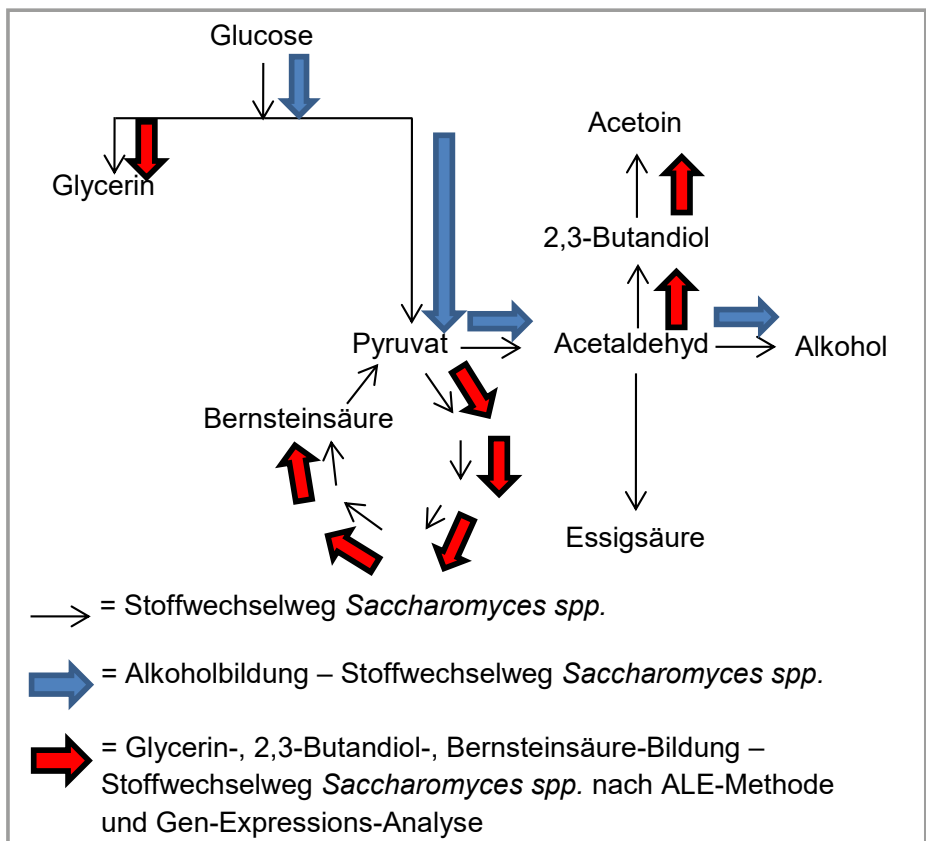 Glucose
Acetoin
Glycerin
2,3-Butandiol
Pyruvat
Acetaldehyd
Alkohol
Bernsteinsäure
Essigsäure
= Stoffwechselweg Saccharomyces spp.
= Alkoholbildung – Stoffwechselweg Saccharomyces spp.
= Glycerin-, 2,3-Butandiol-, Bernsteinsäure-Bildung –
Stoffwechselweg Saccharomyces spp. nach ALE-Methode
und Gen-Expressions-Analyse